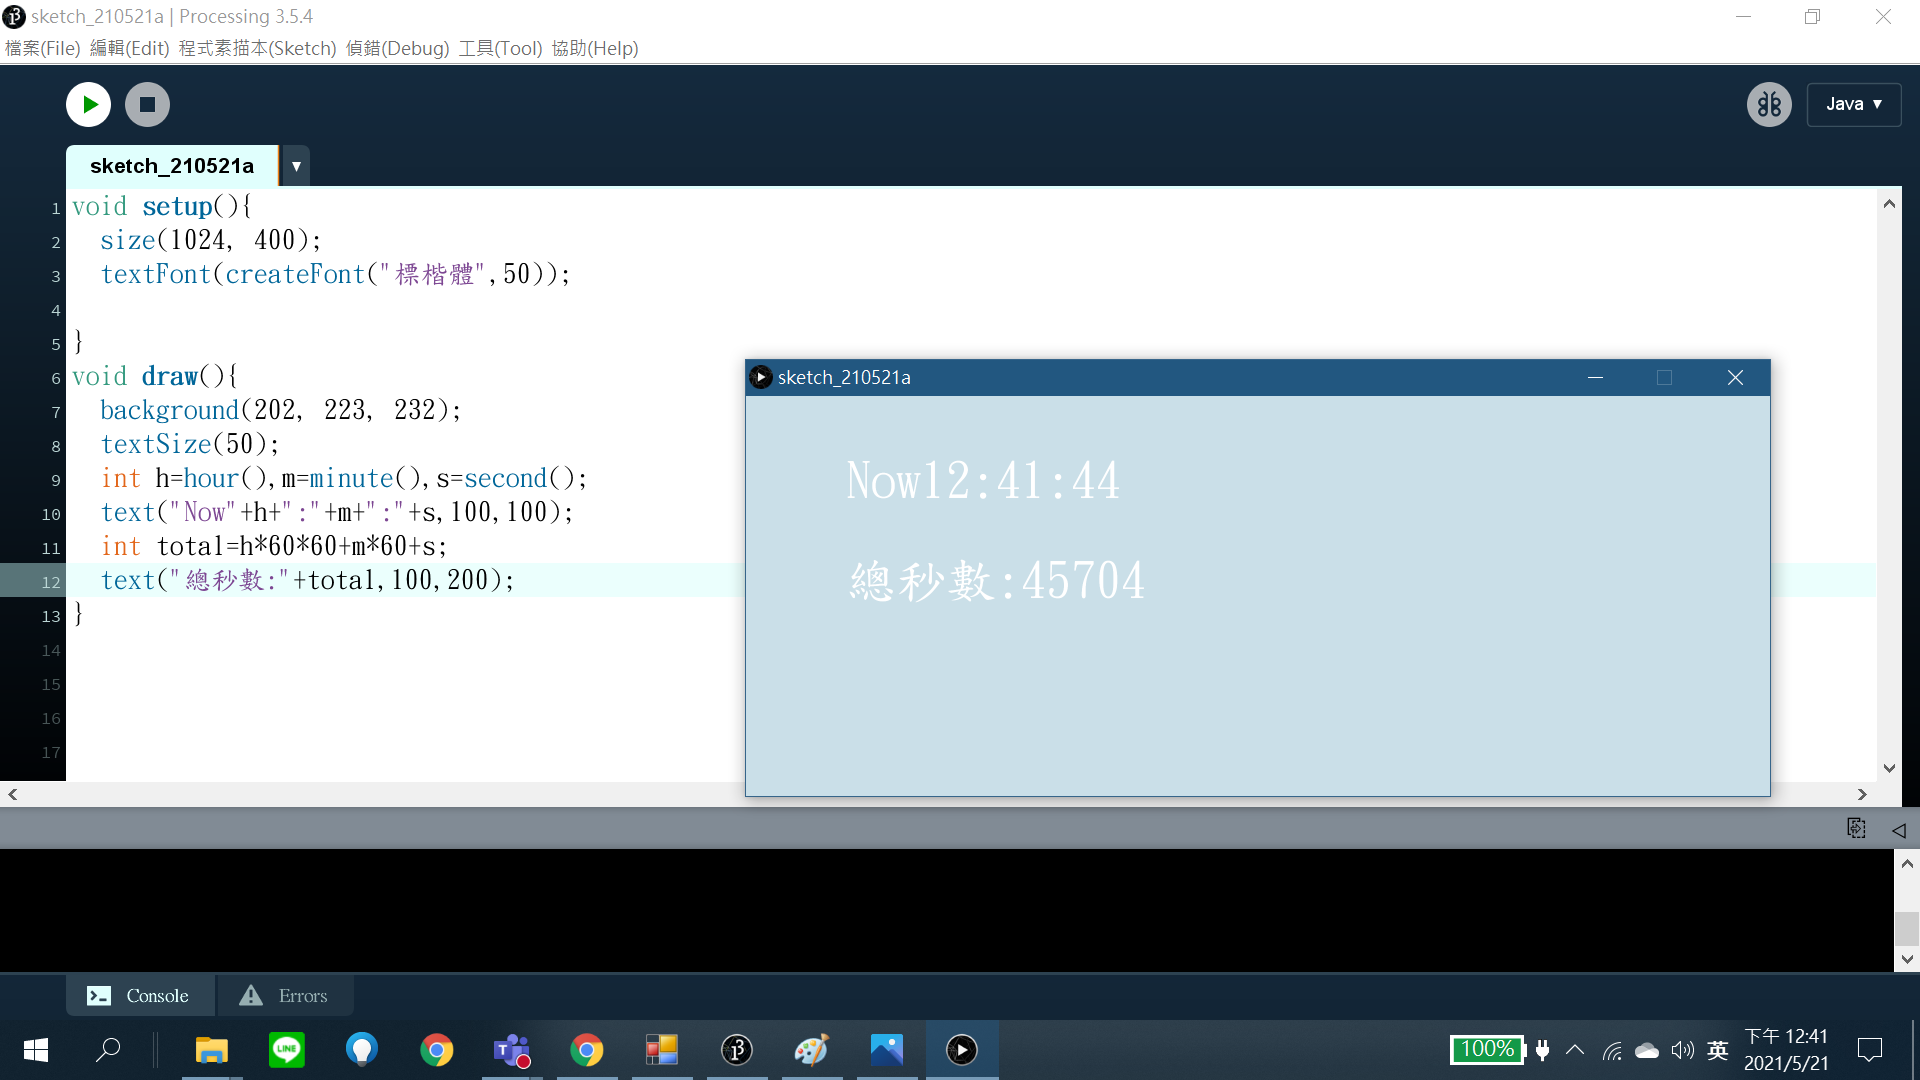 sketch_210521a | Processing 3.5.4
檔案(File) 編輯(Edit) 程式素描本(Sketch) 偵錯(Debug) 工具(Tool) 協助(Help)
Java ▼
sketch_210521a ▼
1 void setup(){
2   size(1024, 400);
3   textFont(createFont("標楷體",50));
4
5 }
6 void draw(){
7   background(202, 223, 232);
8   textSize(50);
9   int h=hour(),m=minute(),s=second();
10   text("Now"+h+":"+m+":"+s,100,100);
11   int total=h*60*60+m*60+s;
12   text("總秒數:"+total,100,200);
13 }
14
15
16
17
sketch_210521a
Now12:41:44
總秒數:45704
Console
Errors
LINE
100%
英
下午 12:41
2021/5/21